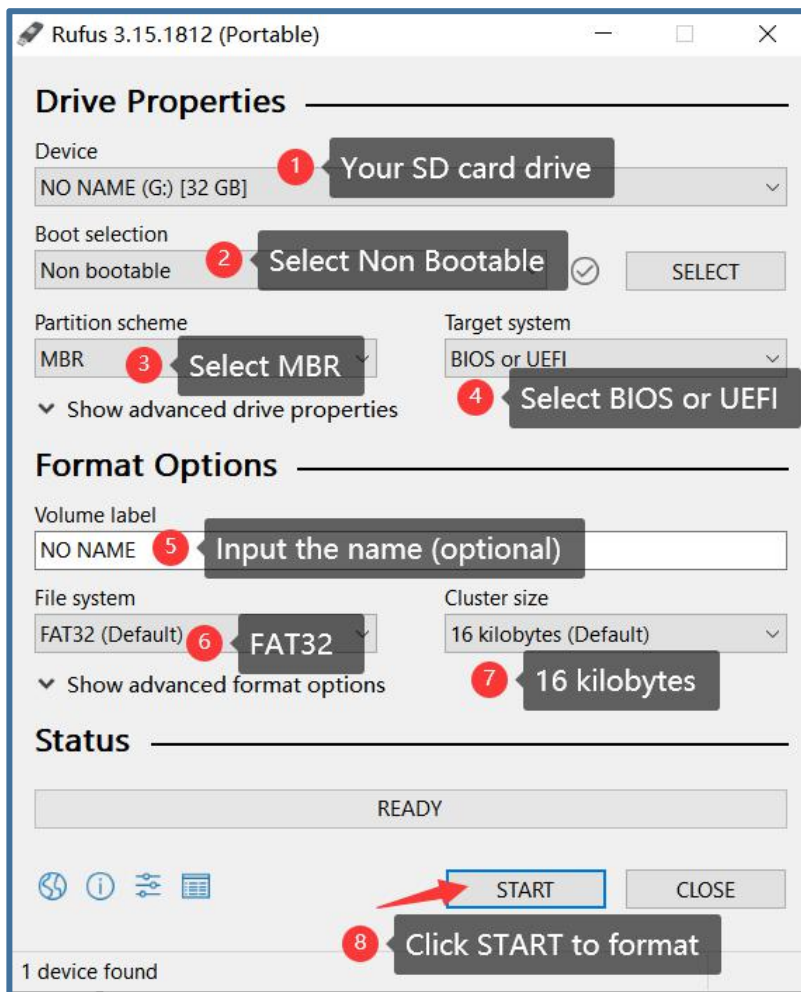 Rufus 3.15.1812 (Portable)
Drive Properties
Device
1 Your SD card drive
NO NAME (G:) [32 GB]
Boot selection
Non bootable 2 Select Non Bootable SELECT
Partition scheme Target system
MBR 3 Select MBR BIOS or UEFI
Show advanced drive properties 4 Select BIOS or UEFI
Format Options
Volume label
NO NAME 5 Input the name (optional)
File system Cluster size
FAT32 (Default) 6 FAT32 16 kilobytes (Default)
Show advanced format options 7 16 kilobytes
Status
READY
START CLOSE
8 Click START to format
1 device found